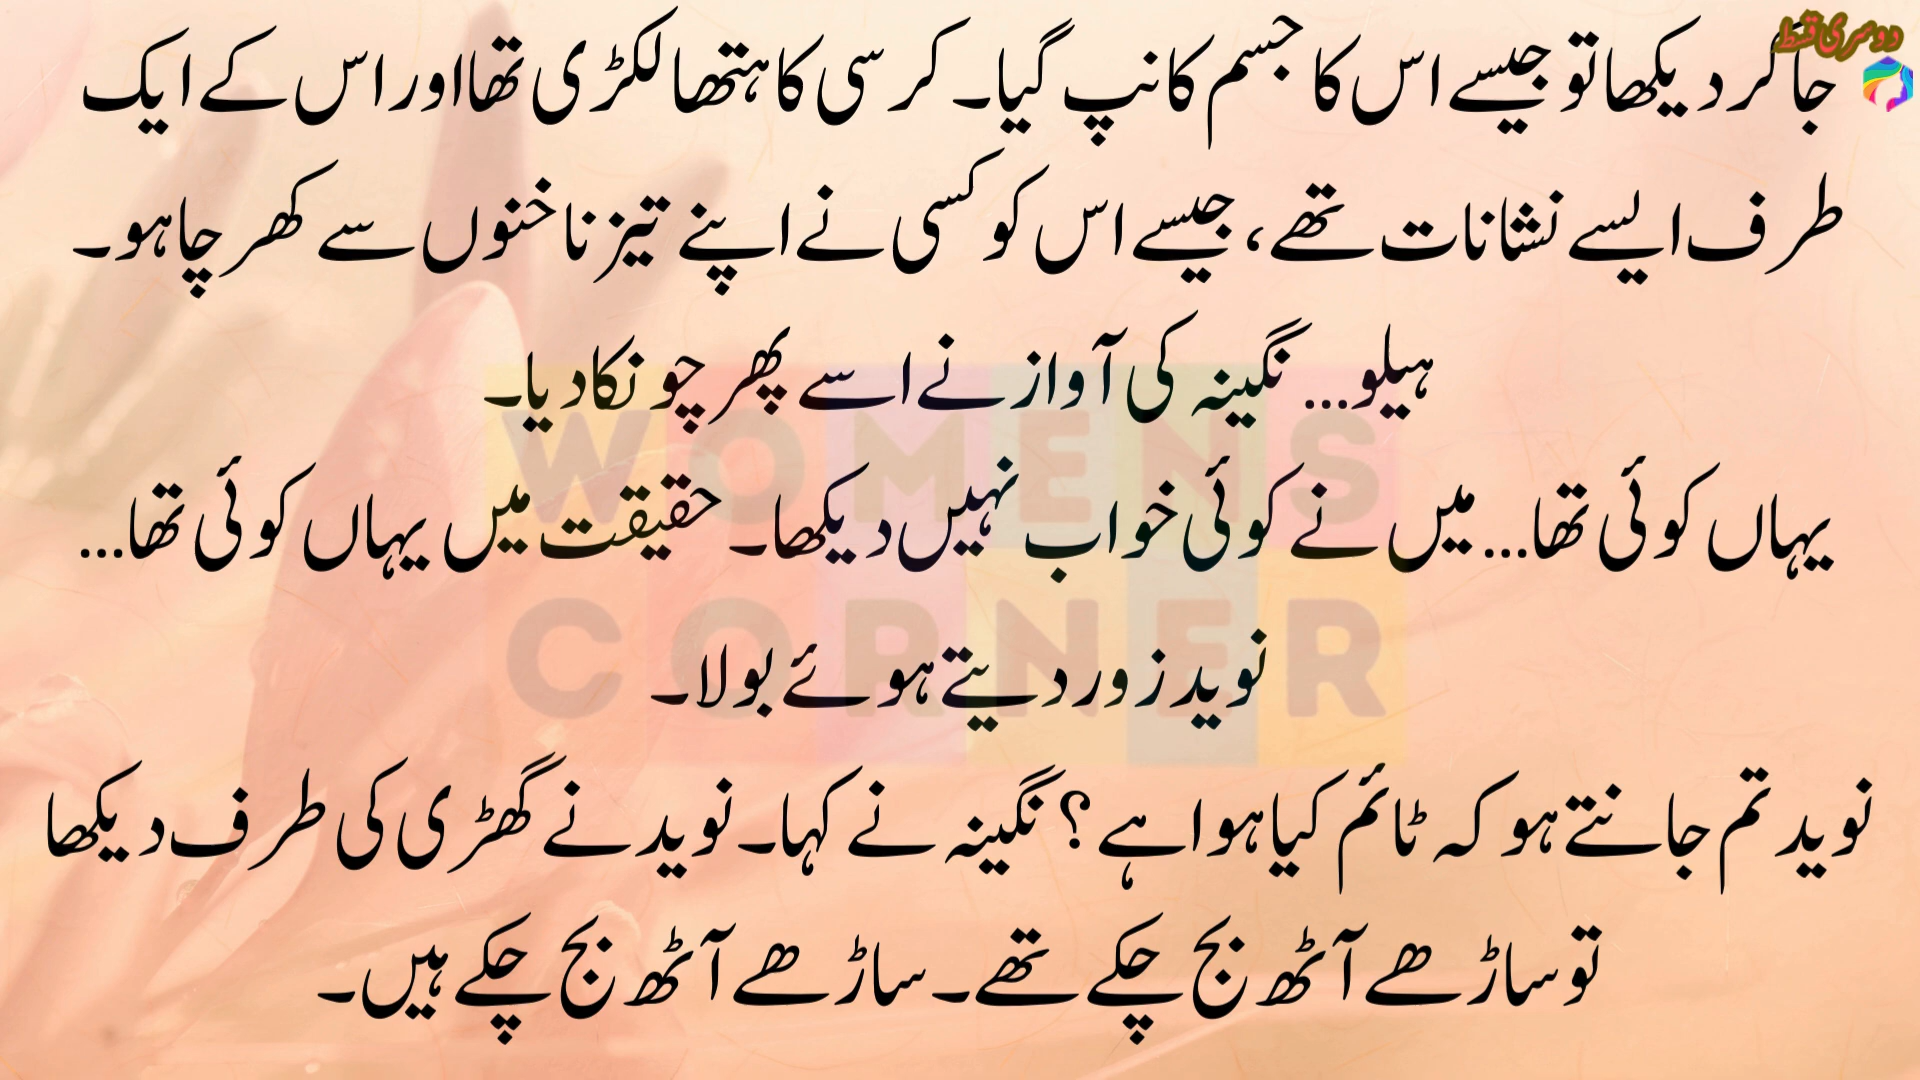 دوسری قسط
جا کر دیکھا تو جیسے اس کا جسم کانپ گیا۔ کرسی کا ہتھا لکڑی تھا اور اس کے ایک
طرف ایسے نشانات تھے، جیسے اس کو کسی نے اپنے تیز ناخنوں سے کھرچا ہو۔
ہیلو... نگینہ کی آواز نے اسے پھر چونکا دیا۔
یہاں کوئی تھا... میں نے کوئی خواب نہیں دیکھا۔ حقیقت میں یہاں کوئی تھا...
نوید زور دیتے ہوئے بولا۔
نوید تم جانتے ہو کہ ٹائم کیا ہوا ہے ؟ نگینہ نے کہا۔ نوید نے گھڑی کی طرف دیکھا
تو ساڑھے آٹھ بج چکے تھے۔ ساڑھے آٹھ بج چکے ہیں۔
WOMENS
CORNER